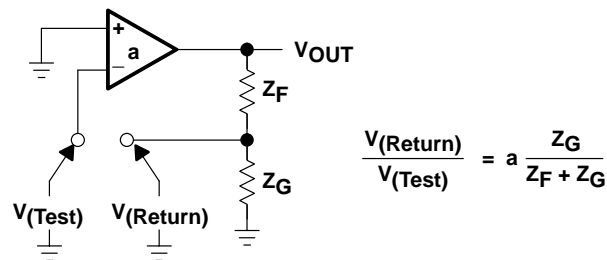 +
a
−
VOUT
ZF
ZG
V(Test)
V(Return)
V(Return) / V(Test) = a ZG / ZF + ZG